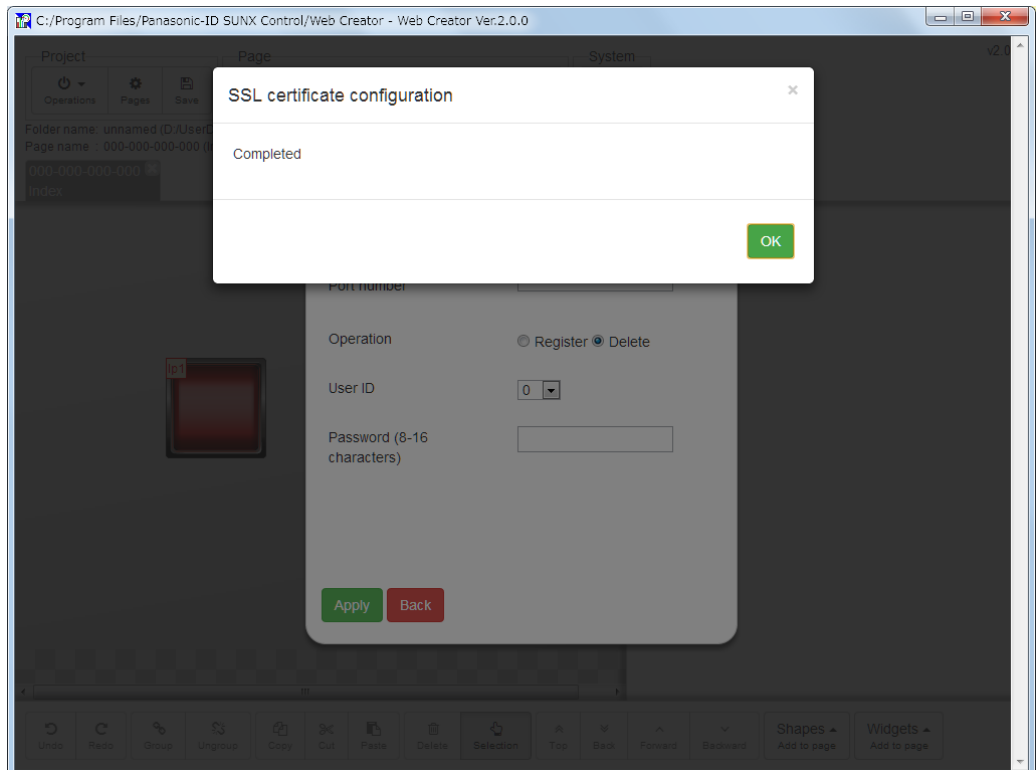 C:/Program Files/Panasonic-ID SUNX Control/Web Creator - Web Creator Ver.2.0.0
Project
Page
System
v2.0
Operations
Pages
Save
SSL certificate configuration
×
Folder name: unnamed (D:/UserD
Page name : 000-000-000-000 (I
000-000-000-000
Index
Completed
OK
Port number
lp1
Operation
Register
Delete
User ID
0
Password (8-16
characters)
Apply
Back
Undo
Redo
Group
Ungroup
Copy
Cut
Paste
Delete
Selection
Top
Back
Forward
Backward
Shapes
Add to page
Widgets
Add to page